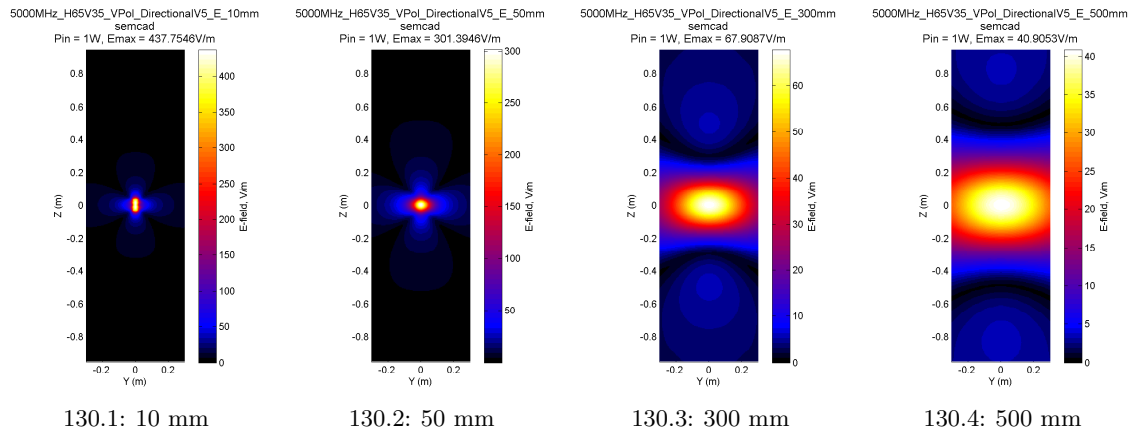 5000MHz_H65V35_VPol_DirectionalV5_E_10mm
semcad
Pin = 1W, Emax = 437.7546V/m
0.8
0.6
0.4
0.2
0
-0.2
-0.4
-0.6
-0.8
Z (m)
-0.2 0 0.2
Y (m)
400
350
300
250
200
150
100
50
0
E-field, V/m
130.1: 10 mm
5000MHz_H65V35_VPol_DirectionalV5_E_50mm
semcad
Pin = 1W, Emax = 301.3946V/m
0.8
0.6
0.4
0.2
0
-0.2
-0.4
-0.6
-0.8
Z (m)
-0.2 0 0.2
Y (m)
300
250
200
150
100
50
0
E-field, V/m
130.2: 50 mm
5000MHz_H65V35_VPol_DirectionalV5_E_300mm
semcad
Pin = 1W, Emax = 67.9087V/m
0.8
0.6
0.4
0.2
0
-0.2
-0.4
-0.6
-0.8
Z (m)
-0.2 0 0.2
Y (m)
60
50
40
30
20
10
0
E-field, V/m
130.3: 300 mm
5000MHz_H65V35_VPol_DirectionalV5_E_500mm
semcad
Pin = 1W, Emax = 40.9053V/m
0.8
0.6
0.4
0.2
0
-0.2
-0.4
-0.6
-0.8
Z (m)
-0.2 0 0.2
Y (m)
40
35
30
25
20
15
10
5
0
E-field, V/m
130.4: 500 mm